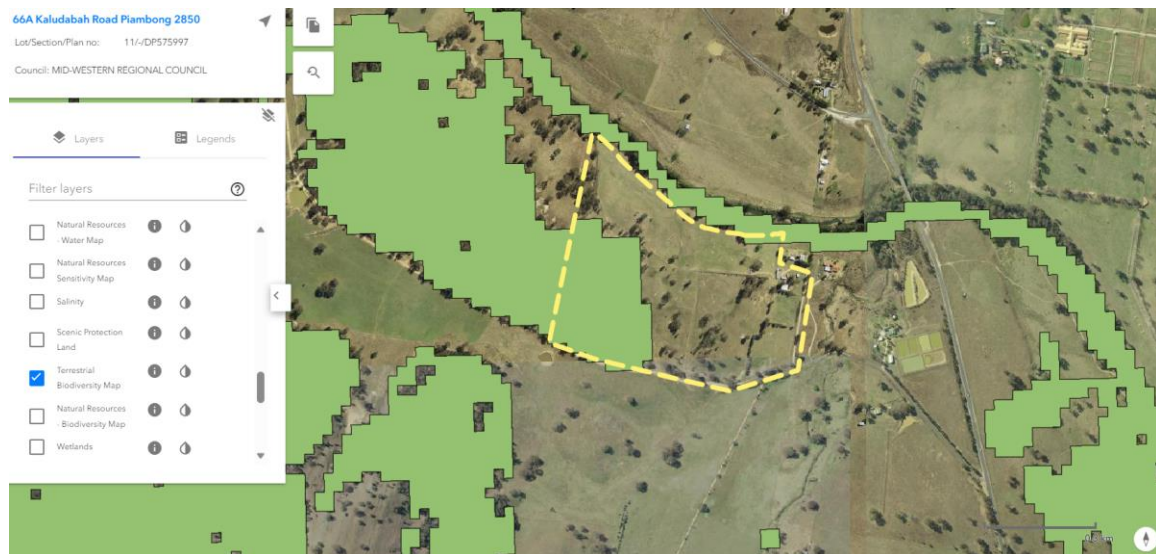 66A Kaludabah Road Piambong 2850
Lot/Section/Plan no: 11/-/DP575997
Council: MID-WESTERN REGIONAL COUNCIL
Layers
Legends
Filter layers
Natural Resources
- Water Map
Natural Resources
Sensitivity Map
Salinity
Scenic Protection
Land
Terrestrial
Biodiversity Map
Natural Resources
- Biodiversity Map
Wetlands